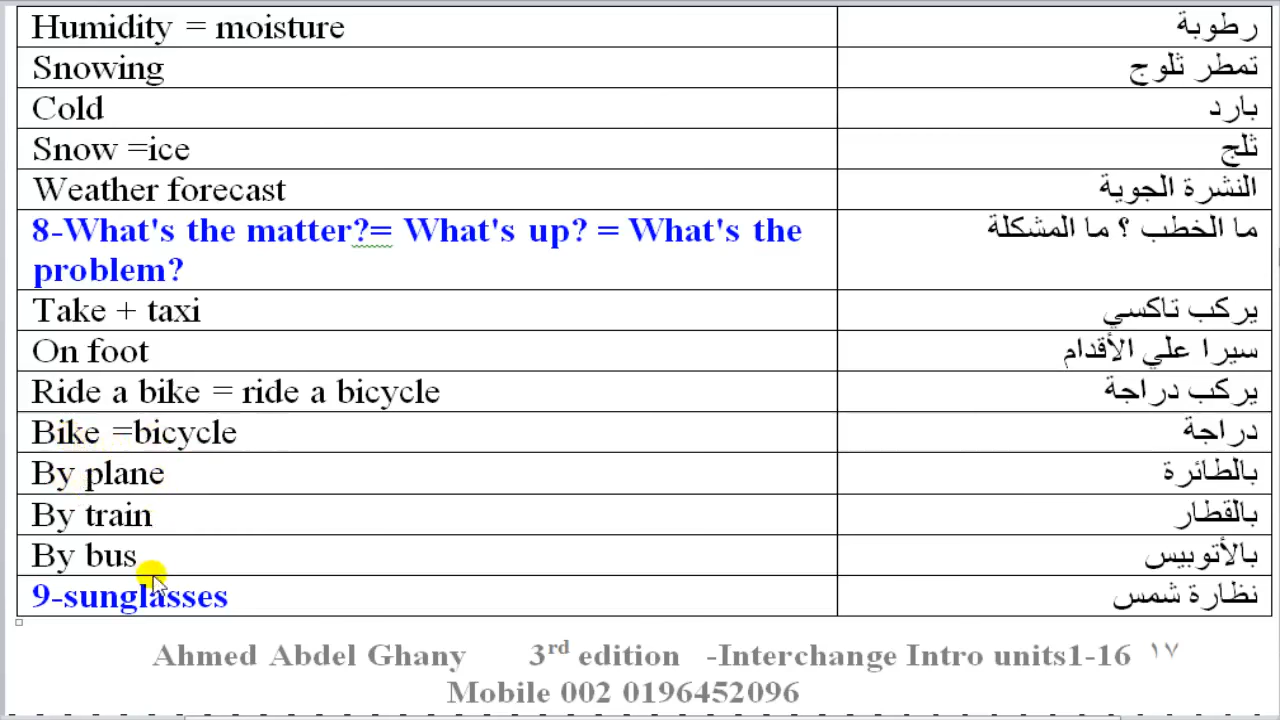 Humidity = moisture رطوبة
Snowing تمطر ثلوج
Cold بارد
Snow =ice ثلج
Weather forecast النشرة الجوية
8-What's the matter?= What's up? = What's the ما الخطب ؟ ما المشكلة
problem?
Take + taxi يركب تاكسي
On foot سيرا علي الأقدام
Ride a bike = ride a bicycle يركب دراجة
Bike =bicycle دراجة
By plane بالطائرة
By train بالقطار
By bus بالأتوبيس
9-sunglasses نظارة شمس
Ahmed Abdel Ghany 3rd edition -Interchange Intro units1-16 ١٧
Mobile 002 0196452096